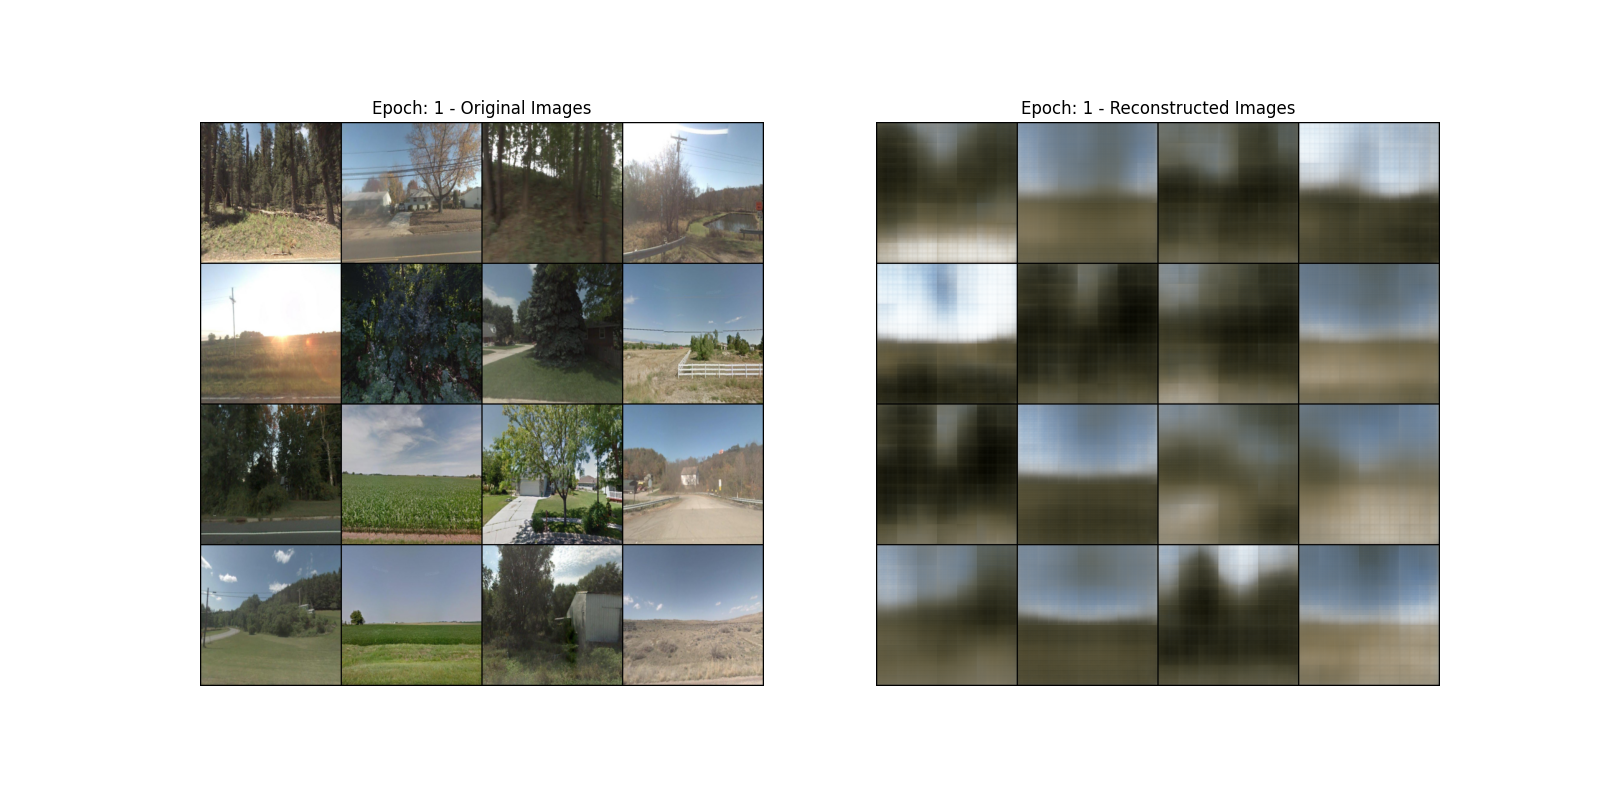 Epoch: 1 - Original Images
Epoch: 1 - Reconstructed Images